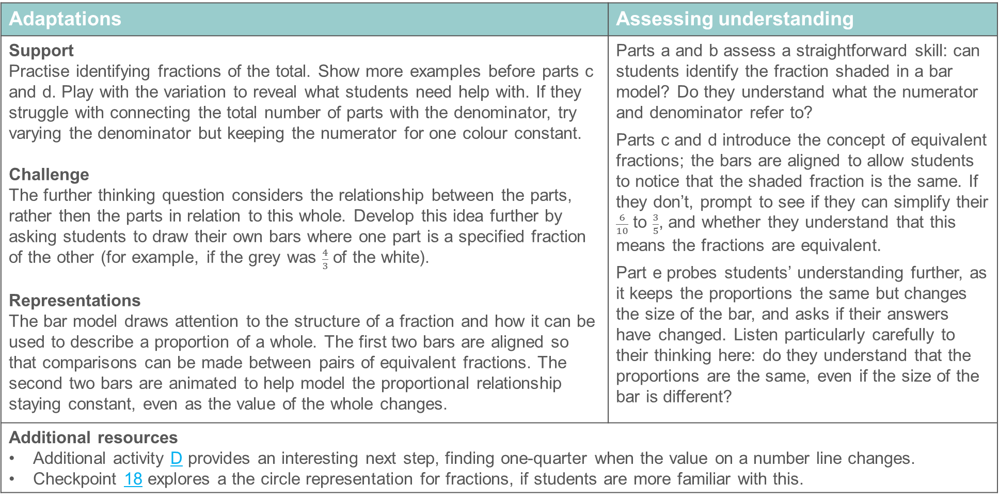 Adaptations
Support
Practise identifying fractions of the total. Show more examples before parts c
and d. Play with the variation to reveal what students need help with. If they
struggle with connecting the total number of parts with the denominator, try
varying the denominator but keeping the numerator for one colour constant.
Challenge
The further thinking question considers the relationship between the parts,
rather then the parts in relation to this whole. Develop this idea further by
asking students to draw their own bars where one part is a specified fraction
of the other (for example, if the grey was 4/3 of the white).
Representations
The bar model draws attention to the structure of a fraction and how it can be
used to describe a proportion of a whole. The first two bars are aligned so
that comparisons can be made between pairs of equivalent fractions. The
second two bars are animated to help model the proportional relationship
staying constant, even as the value of the whole changes.
Assessing understanding
Parts a and b assess a straightforward skill: can
students identify the fraction shaded in a bar
model? Do they understand what the numerator
and denominator refer to?
Parts c and d introduce the concept of equivalent
fractions; the bars are aligned to allow students
to notice that the shaded fraction is the same. If
they don’t, prompt to see if they can simplify their
6/10 to 3/5, and whether they understand that this
means the fractions are equivalent.
Part e probes students’ understanding further, as
it keeps the proportions the same but changes
the size of the bar, and asks if their answers
have changed. Listen particularly carefully to
their thinking here: do they understand that the
proportions are the same, even if the size of the
bar is different?
Additional resources
• Additional activity D provides an interesting next step, finding one-quarter when the value on a number line changes.
• Checkpoint 18 explores a the circle representation for fractions, if students are more familiar with this.